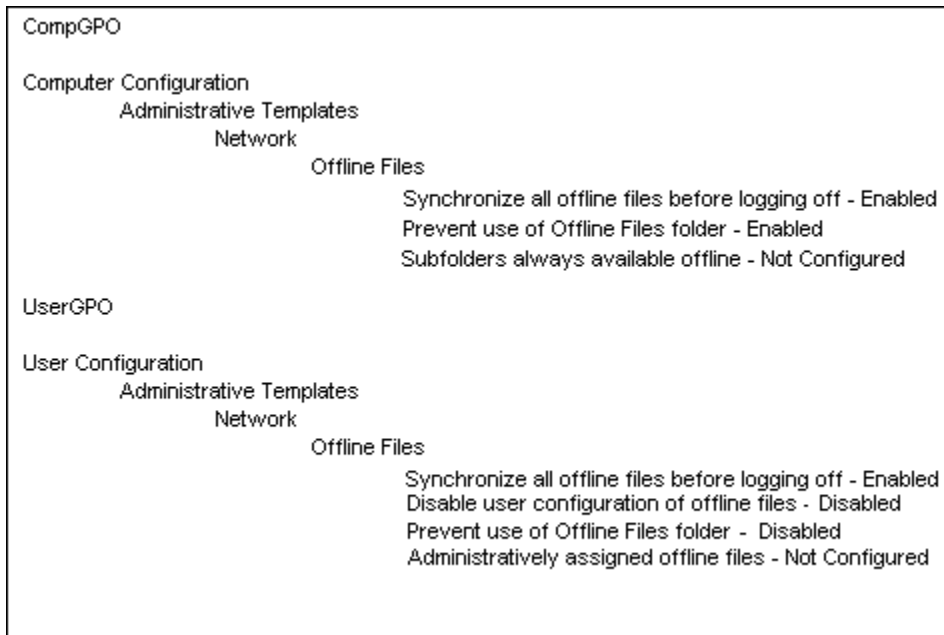 CompGPO
Computer Configuration
Administrative Templates
Network
Offline Files
Synchronize all offline files before logging off - Enabled
Prevent use of Offline Files folder - Enabled
Subfolders always available offline - Not Configured
UserGPO
User Configuration
Administrative Templates
Network
Offline Files
Synchronize all offline files before logging off - Enabled
Disable user configuration of offline files - Disabled
Prevent use of Offline Files folder - Disabled
Administratively assigned offline files - Not Configured